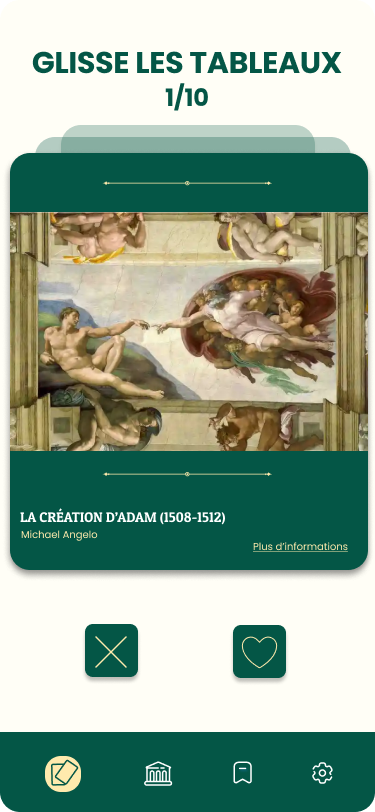 GLISSE LES TABLEAUX
1/10
LA CRÉATION D'ADAM (1508-1512)
Michael Angelo
Plus d'informations